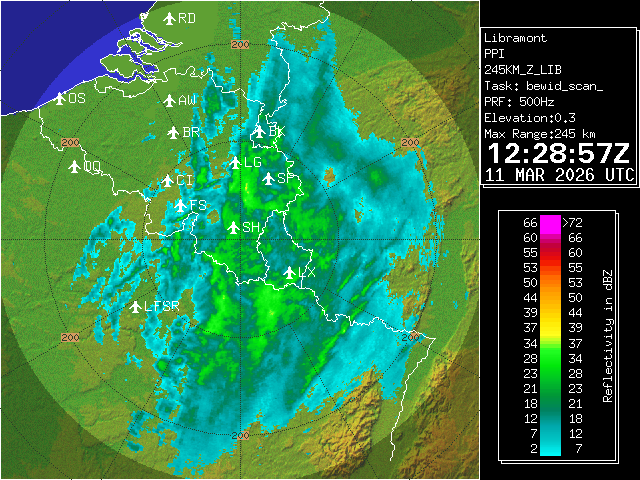 RD
200
OS
AW
BR
BK
200
200
LG
QQ
CI
SP
FS
SH
LX
LFSR
200
200
200
Libramont
PPI
245KM_Z_LIB
Task: bewid_scan_
PRF: 500Hz
Elevation:0.3
Max Range:245 km
12:28:57Z
11 MAR 2026 UTC
66 >72
60 66
55 60
53 55
50 53
44 50
39 44
37 39
34 37
28 34
23 28
21 23
18 21
12 18
7 12
2 7
Reflectivity in dBZ